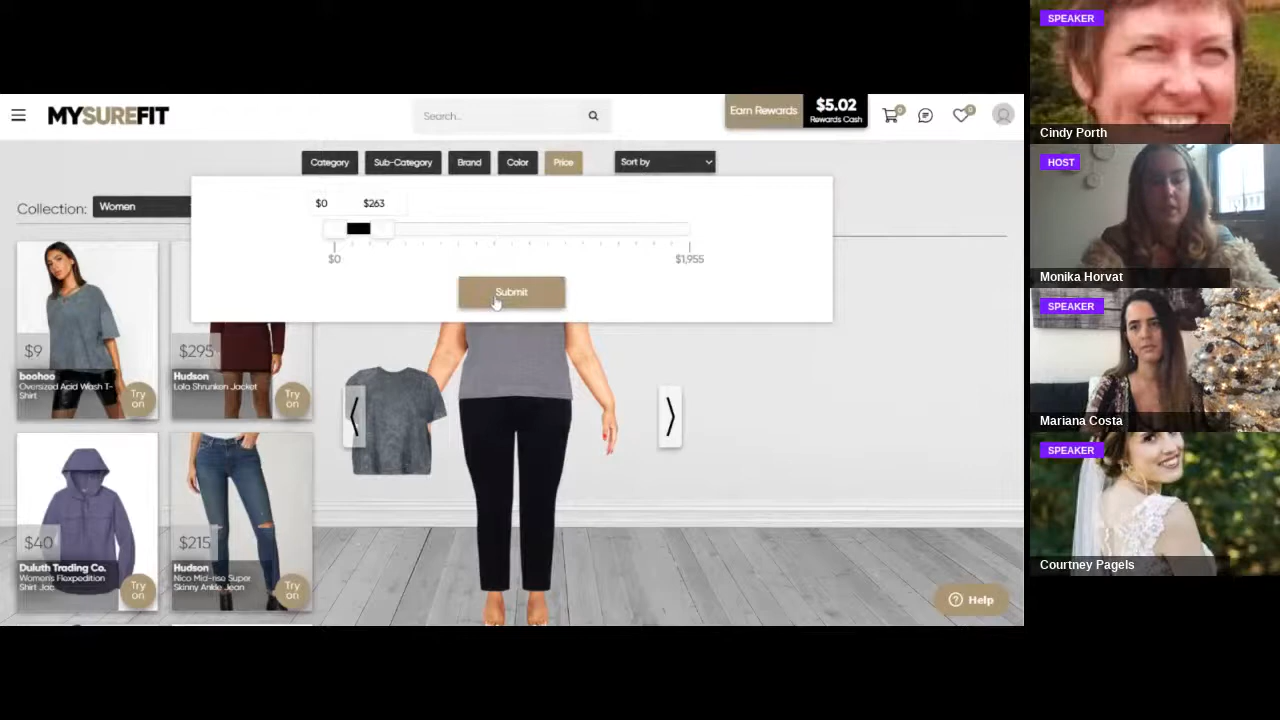 MYSUREFIT
Search...
Earn Rewards
$5.02
Rewards Cash
0
0
Category
Sub-Category
Brand
Color
Price
Sort by
Collection:
Women
$0
$263
$0
$1,955
Submit
$9
boohoo
Oversized Acid Wash T-
Shirt
Try
on
$295
Hudson
Lola Shrunken Jacket
Try
on
$40
Duluth Trading Co.
Women's Flexpedition
Shirt Jac
Try
on
$215
Hudson
Nico Mid-rise Super
Skinny Ankle Jean
Try
on
Help
SPEAKER
Cindy Porth
HOST
Monika Horvat
SPEAKER
Mariana Costa
SPEAKER
Courtney Pagels